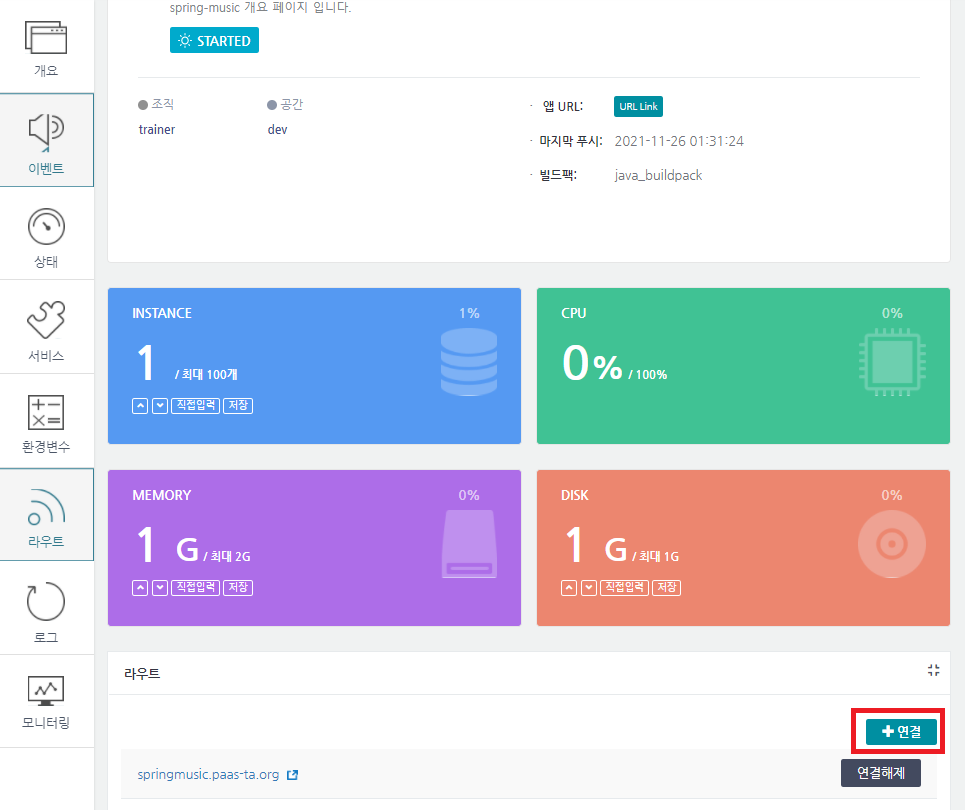 spring-music 개요 페이지 입니다.
STARTED
개요
이벤트
상태
서비스
환경변수
라우트
로그
모니터링
조직
공간
trainer
dev
· 앱 URL: URL Link
· 마지막 푸시: 2021-11-26 01:31:24
· 빌드팩: java_buildpack
INSTANCE 1%
1 / 최대 100개
직접입력 저장
CPU 0%
0% / 100%
MEMORY 0%
1 G / 최대 2G
직접입력 저장
DISK 0%
1 G / 최대 1G
직접입력 저장
라우트
+ 연결
springmusic.paas-ta.org
연결해제